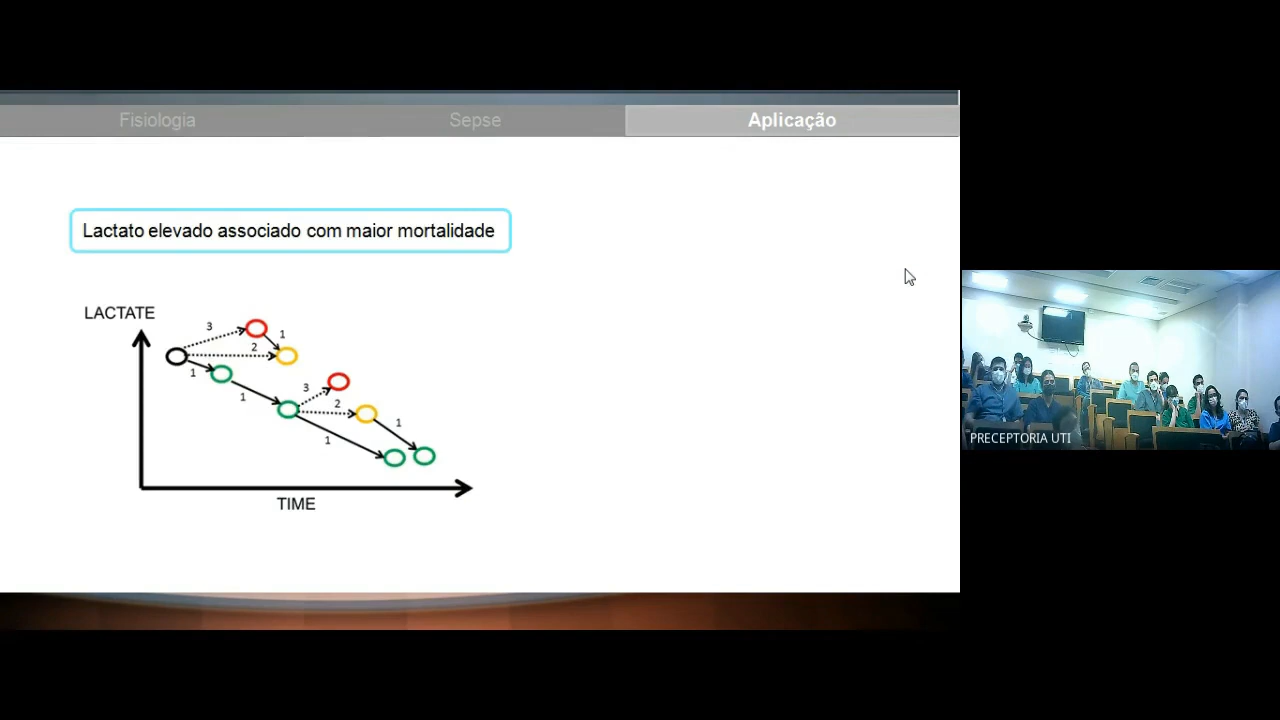 Fisiologia Sepse Aplicação
Lactato elevado associado com maior mortalidade
LACTATE
3
1
2
1
1
3
2
1
1
TIME
PRECEPTORIA UTI